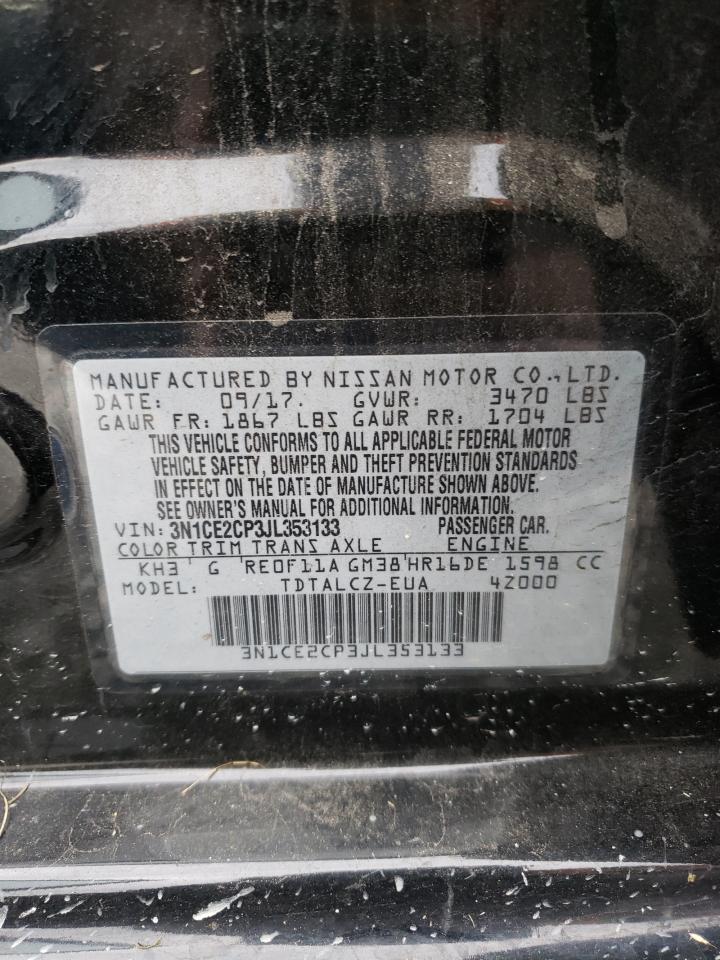 MANUFACTURED BY NISSAN MOTOR CO., LTD.
DATE: 09/17. GVWR: 3470 LBS
GAWR FR: 1867 LBS GAWR RR: 1704 LBS
THIS VEHICLE CONFORMS TO ALL APPLICABLE FEDERAL MOTOR
VEHICLE SAFETY, BUMPER AND THEFT PREVENTION STANDARDS
IN EFFECT ON THE DATE OF MANUFACTURE SHOWN ABOVE.
SEE OWNER'S MANUAL FOR ADDITIONAL INFORMATION.
VIN: 3N1CE2CP3JL353133 PASSENGER CAR.
COLOR TRIM TRANS AXLE ENGINE
KH3 G RE0F11A GM38 HR16DE 1598 CC
MODEL: TDTALCZ-EUA 4Z000
3N1CE2CP3JL353133